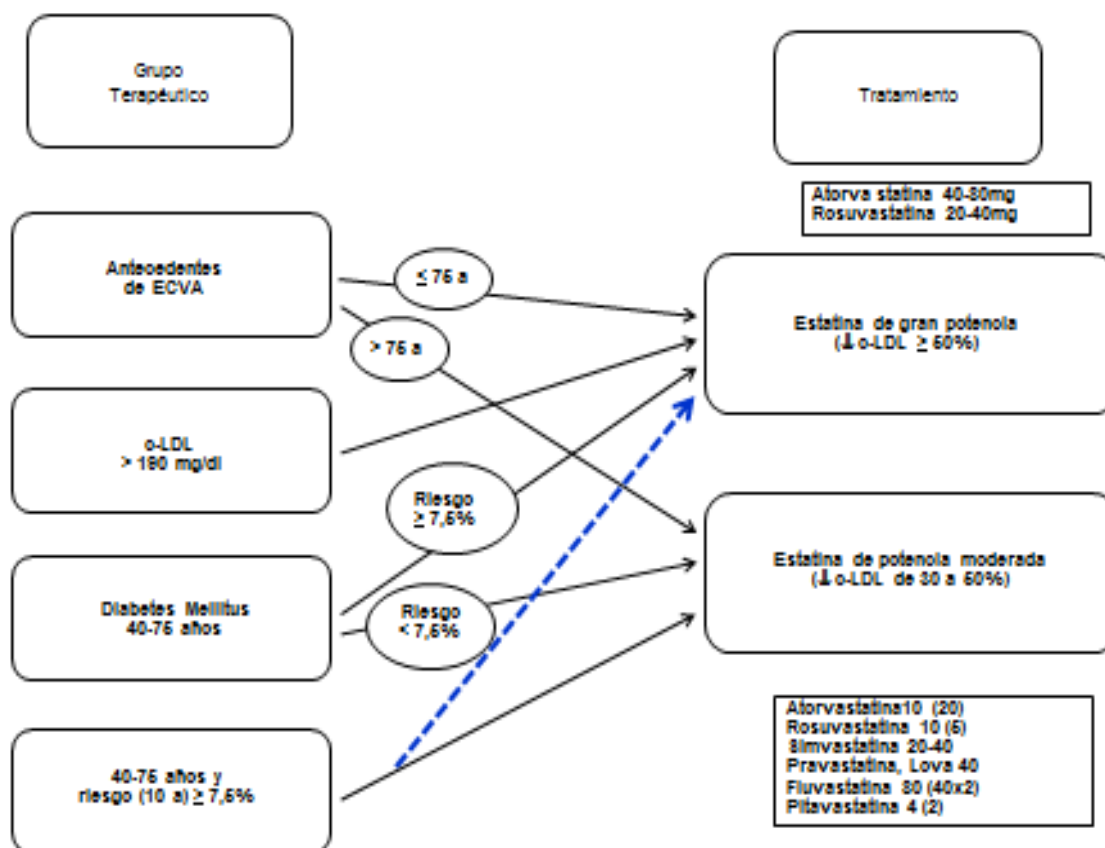 Grupo
Terapéutico
Tratamiento
Atorva statina 40-80mg
Rosuvastatina 20-40mg
Anteoedentes
de ECVA
≤ 75 a
> 75 a
Estatina de gran potenoia
(⬇o-LDL ≥ 50%)
o-LDL
> 190 mg/dl
Riesgo
≥ 7,5%
Estatina de potenoia moderada
(⬇o-LDL de 30 a 50%)
Diabetes Mellitus
40-75 años
Riesgo
< 7,5%
40-75 años y
riesgo (10 a) ≥ 7,5%
Atorvastatina10 (20)
Rosuvastatina 10 (5)
Simvastatina 20-40
Pravastatina, Lova 40
Fluvastatina 80 (40x2)
Pitavastatina 4 (2)